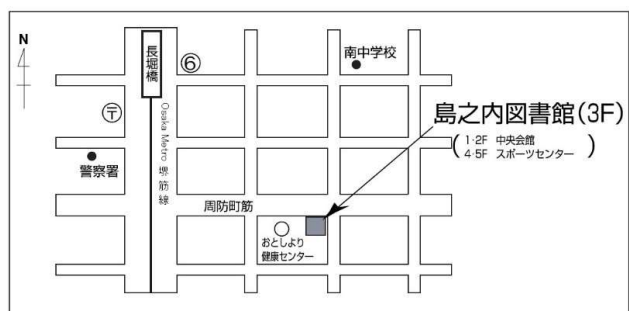 N
長堀橋
⑥
南中学校
〒
Osaka Metro 堺筋線
島之内図書館(3F)
(1・2F 中央会館
4・5F スポーツセンター)
警察署
周防町筋
おとしより
健康センター